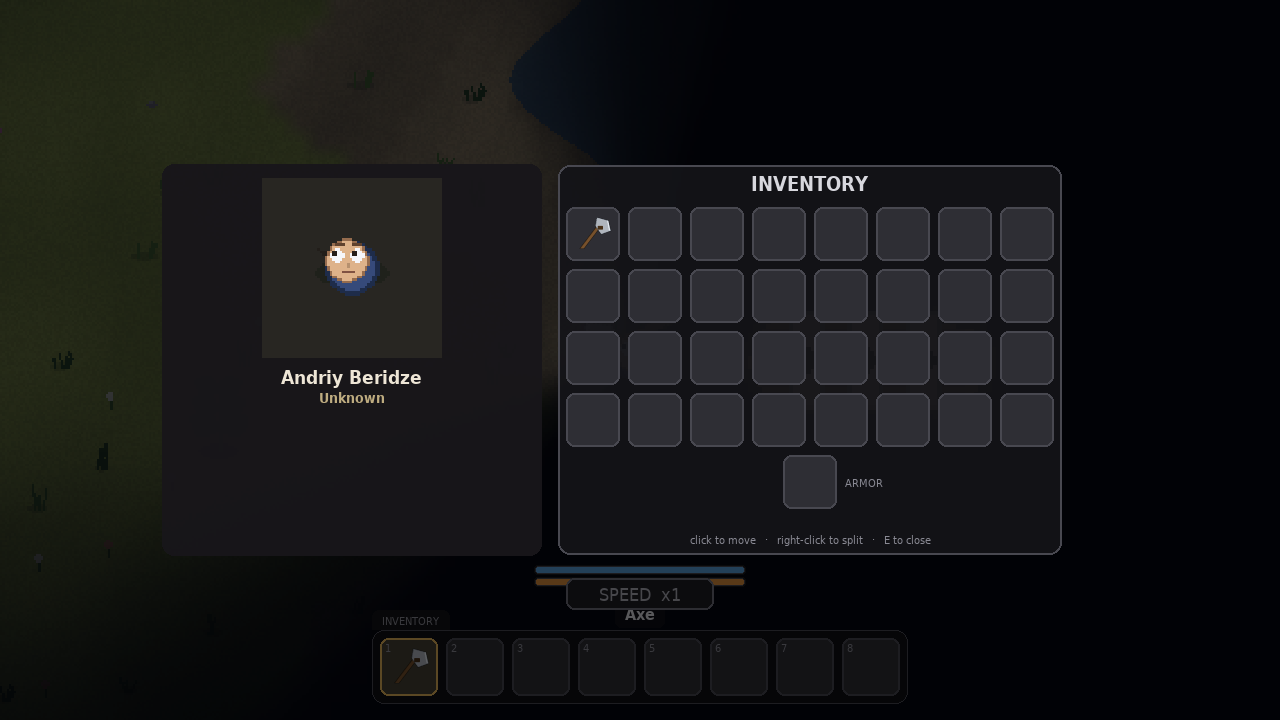 INVENTORY
Andriy Beridze
Unknown
ARMOR
click to move · right-click to split · E to close
SPEED x1
Axe
INVENTORY
1 2 3 4 5 6 7 8